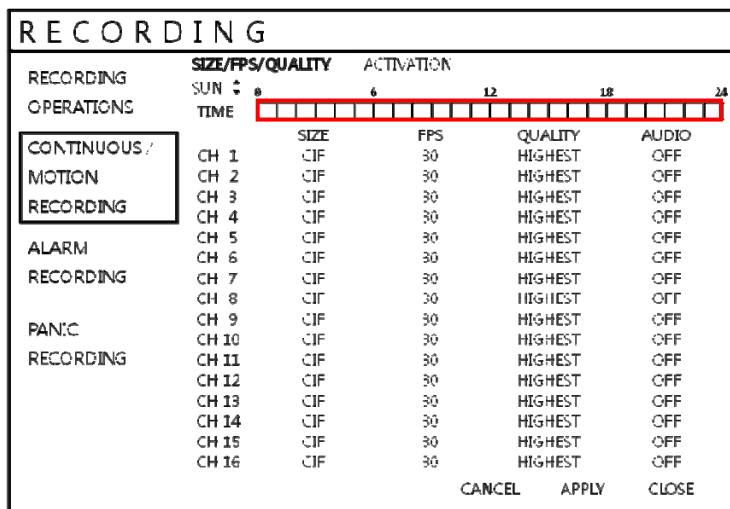 RECORDING
RECORDING
OPERATIONS
CONTINUOUS /
MOTION
RECORDING
ALARM
RECORDING
PANIC
RECORDING
SIZE/FPS/QUALITY ACTIVATION
SUN
0 6 12 18 24
TIME
SIZE FPS QUALITY AUDIO
CH 1 CIF 30 HIGHEST OFF
CH 2 CIF 30 HIGHEST OFF
CH 3 CIF 30 HIGHEST OFF
CH 4 CIF 30 HIGHEST OFF
CH 5 CIF 30 HIGHEST OFF
CH 6 CIF 30 HIGHEST OFF
CH 7 CIF 30 HIGHEST OFF
CH 8 CIF 30 HIGHEST OFF
CH 9 CIF 30 HIGHEST OFF
CH 10 CIF 30 HIGHEST OFF
CH 11 CIF 30 HIGHEST OFF
CH 12 CIF 30 HIGHEST OFF
CH 13 CIF 30 HIGHEST OFF
CH 14 CIF 30 HIGHEST OFF
CH 15 CIF 30 HIGHEST OFF
CH 16 CIF 30 HIGHEST OFF
CANCEL APPLY CLOSE